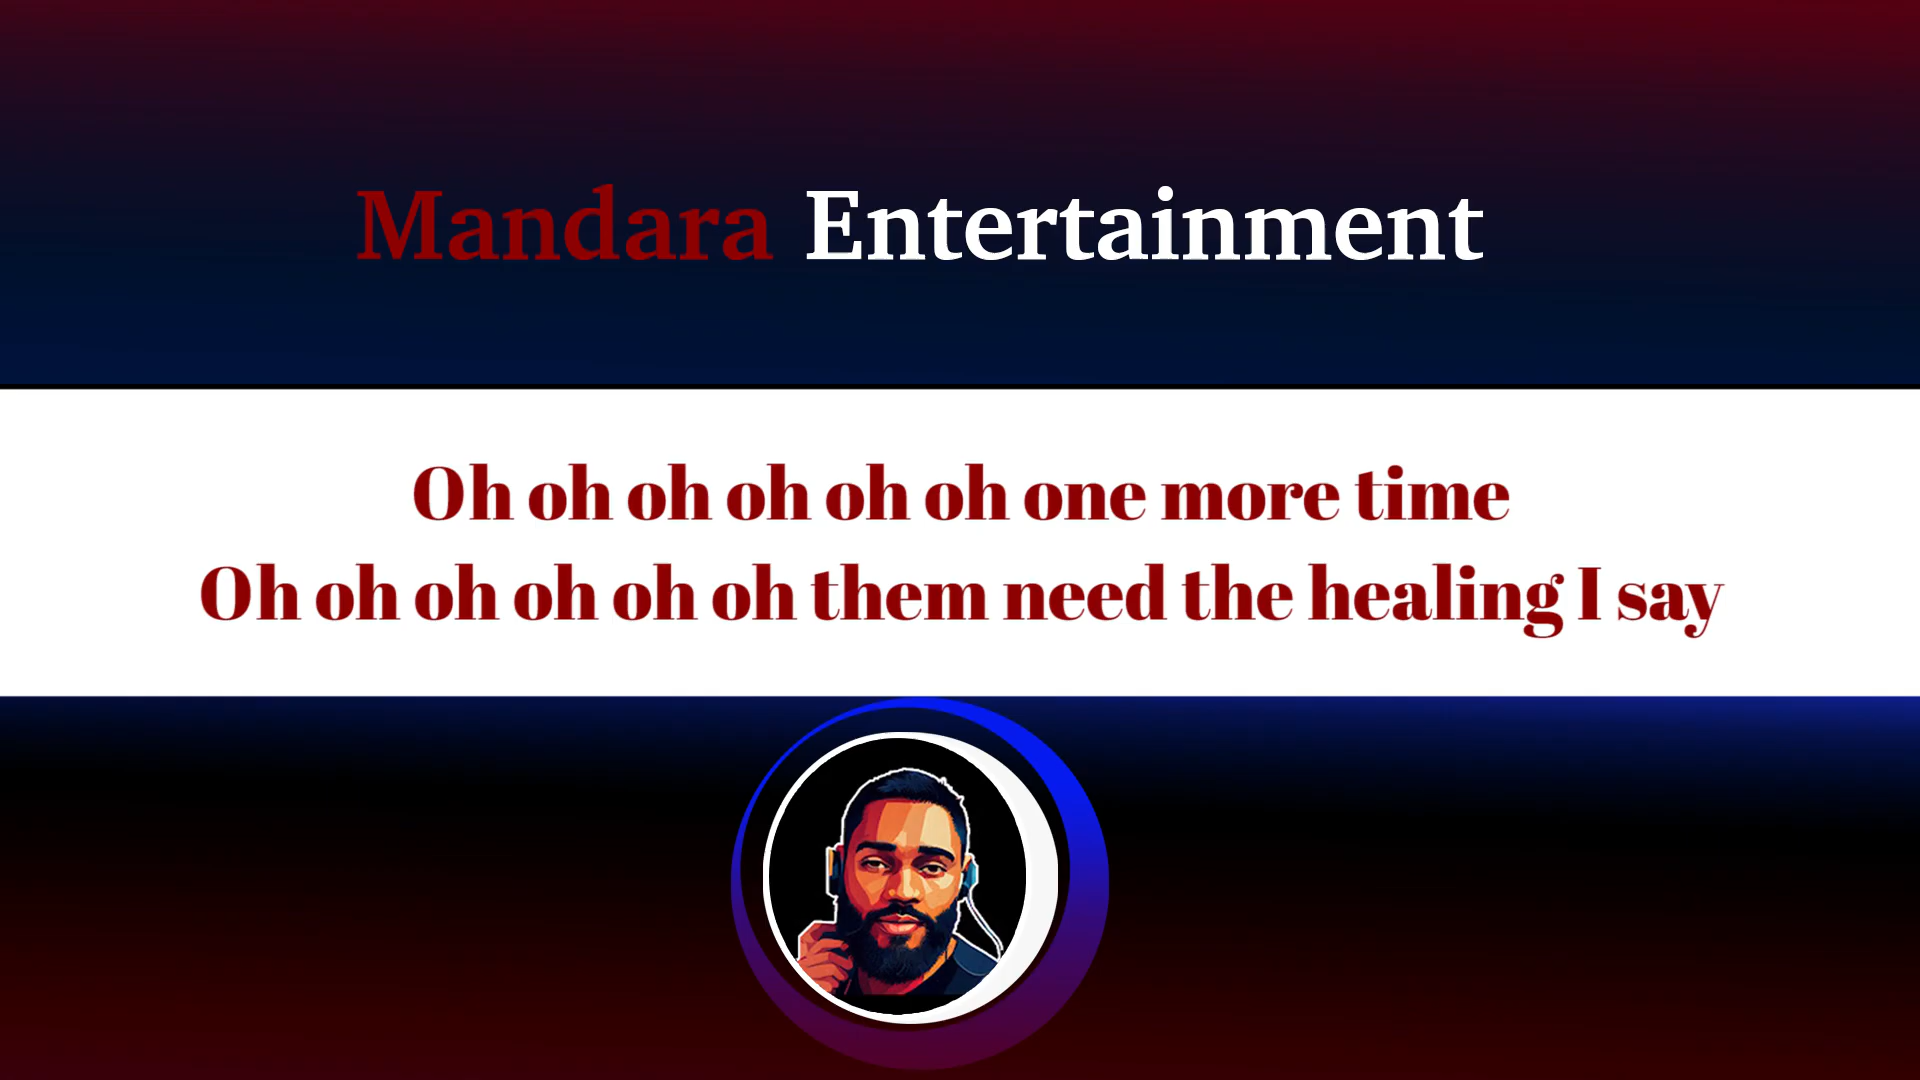 Mandara Entertainment
Oh oh oh oh oh oh one more time
Oh oh oh oh oh oh them need the healing I say